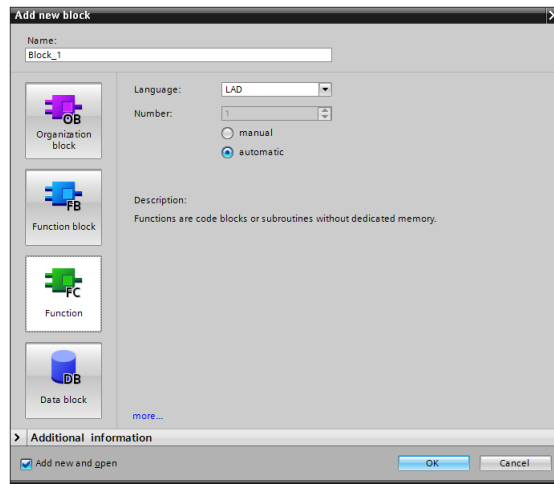 Add new block
Name:
Block_1
OB
Organization
block
FB
Function block
FC
Function
DB
Data block
Language:
LAD
Number:
1
manual
automatic
Description:
Functions are code blocks or subroutines without dedicated memory.
more...
> Additional information
Add new and open
OK
Cancel